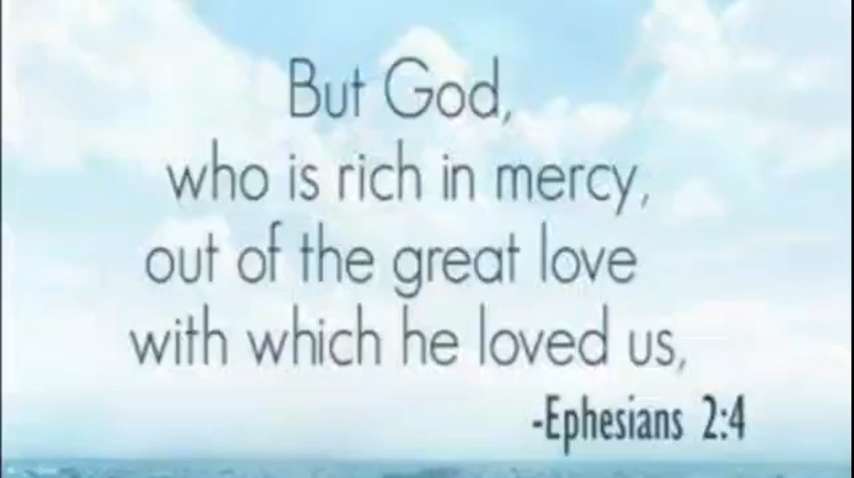 But God,
who is rich in mercy,
out of the great love
with which he loved us,
-Ephesians 2:4